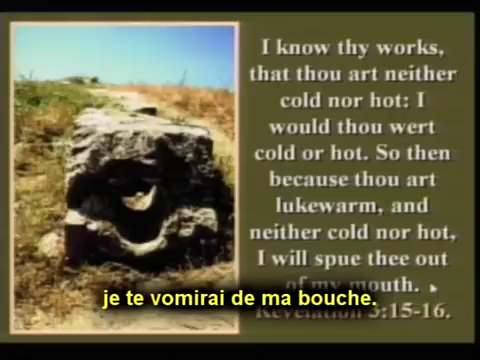 I know thy works,
that thou art neither
cold nor hot: I
would thou wert
cold or hot. So then
because thou art
lukewarm, and
neither cold nor hot,
I will spue thee out
of my mouth.
Revelation 3:15-16.
je te vomirai de ma bouche.